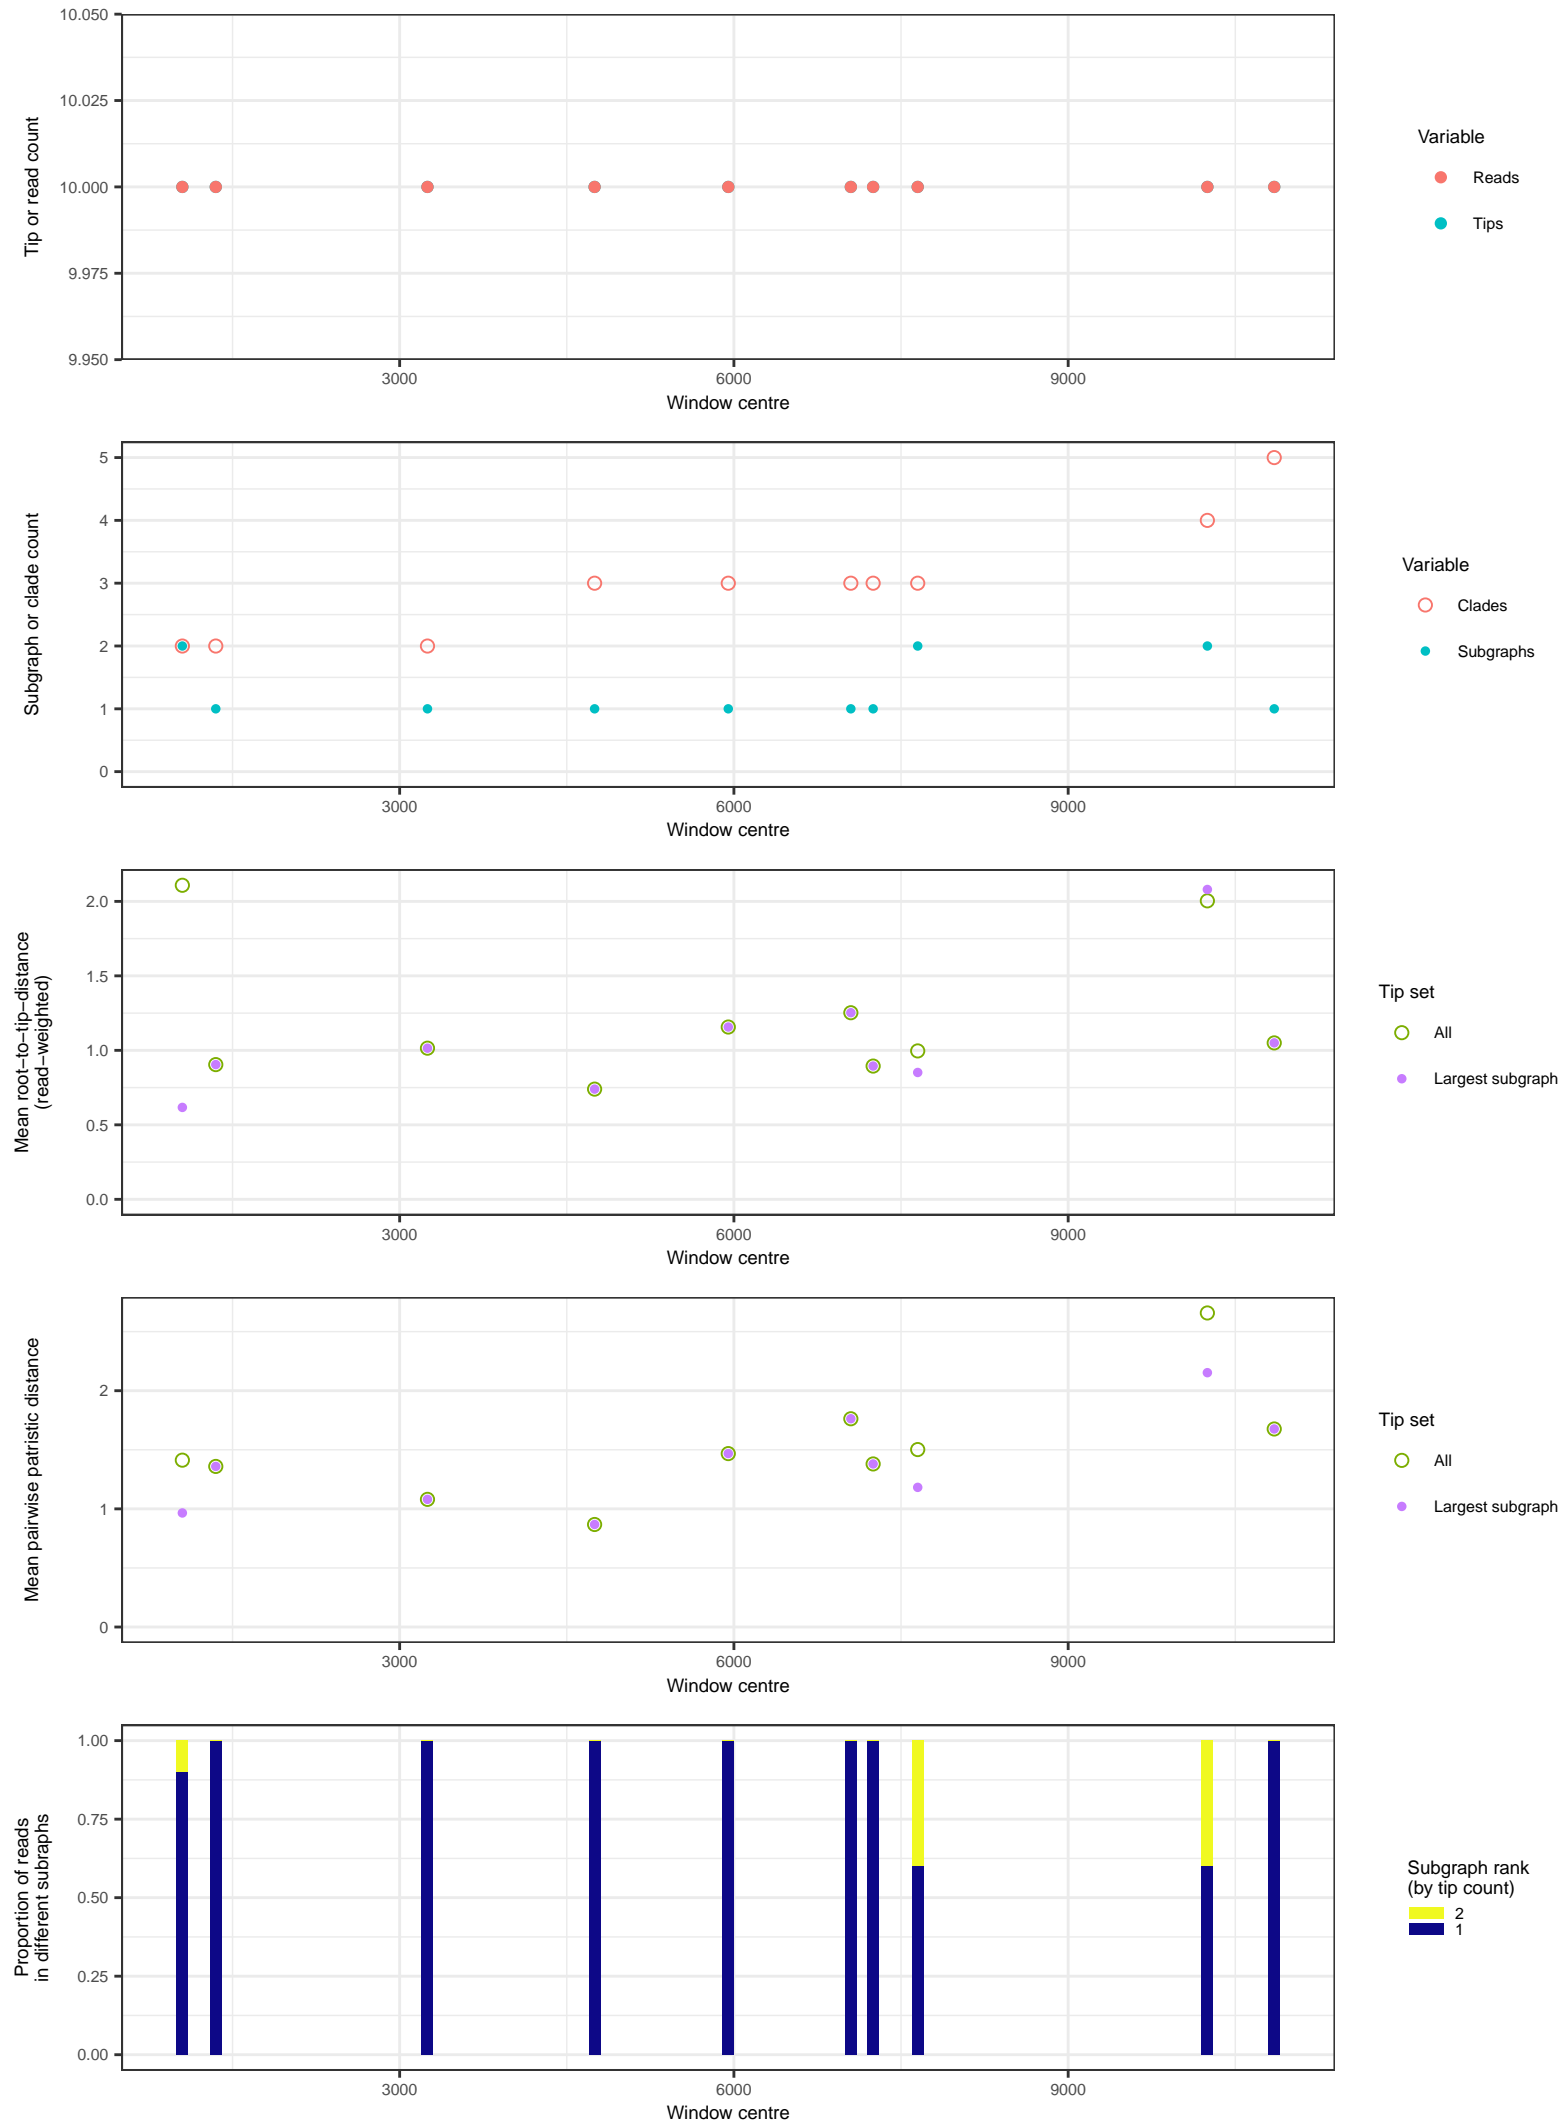 10.050
10.025
10.000
9.975
9.950
Tip or read count
3000 6000 9000
Window centre
Variable
Reads
Tips
5
4
3
2
1
0
Subgraph or clade count
3000 6000 9000
Window centre
Variable
Clades
Subgraphs
2.0
1.5
1.0
0.5
0.0
Mean root−to−tip−distance
(read−weighted)
3000 6000 9000
Window centre
Tip set
All
Largest subgraph
2
1
0
Mean pairwise patristic distance
3000 6000 9000
Window centre
Tip set
All
Largest subgraph
1.00
0.75
0.50
0.25
0.00
Proportion of reads
in different subraphs
3000 6000 9000
Window centre
Subgraph rank
(by tip count)
2
1